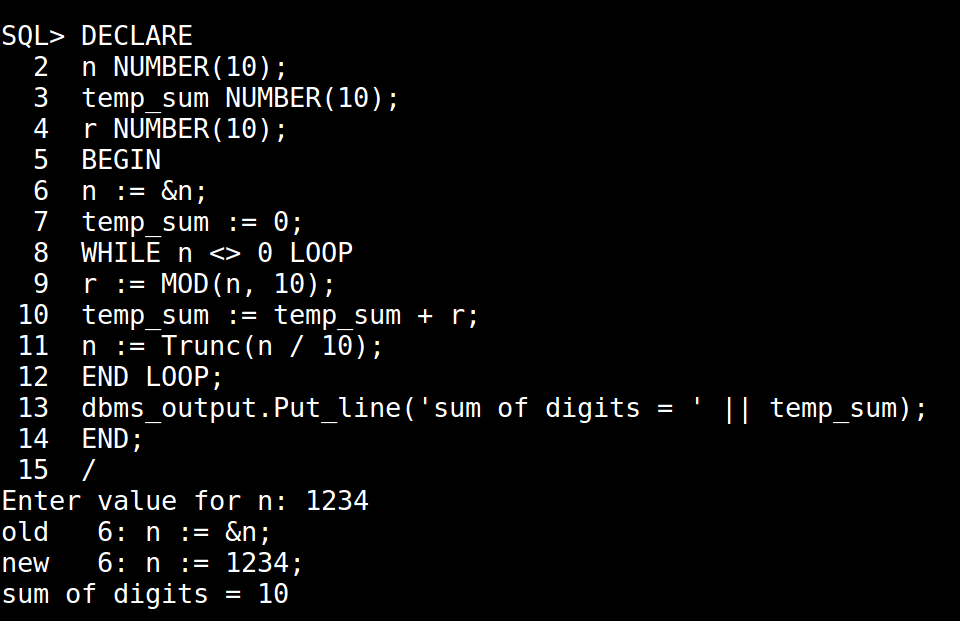 SQL> DECLARE
  2  n NUMBER(10);
  3  temp_sum NUMBER(10);
  4  r NUMBER(10);
  5  BEGIN
  6  n := &n;
  7  temp_sum := 0;
  8  WHILE n <> 0 LOOP
  9  r := MOD(n, 10);
 10  temp_sum := temp_sum + r;
 11  n := Trunc(n / 10);
 12  END LOOP;
 13  dbms_output.Put_line('sum of digits = ' || temp_sum);
 14  END;
 15  /
Enter value for n: 1234
old   6: n := &n;
new   6: n := 1234;
sum of digits = 10